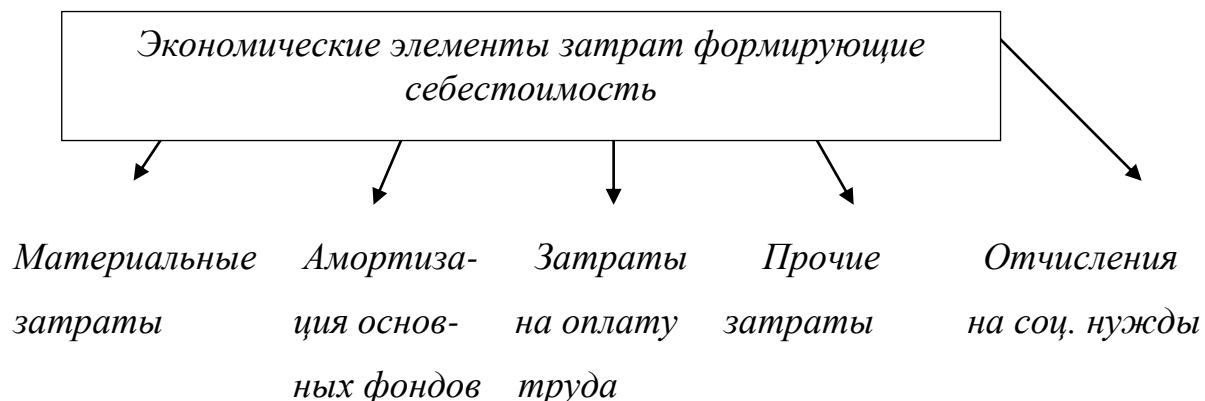 Экономические элементы затрат формирующие
себестоимость
Материальные
затраты
Амортиза-
ция основ-
ных фондов
Затраты
на оплату
труда
Прочие
затраты
Отчисления
на соц. нужды